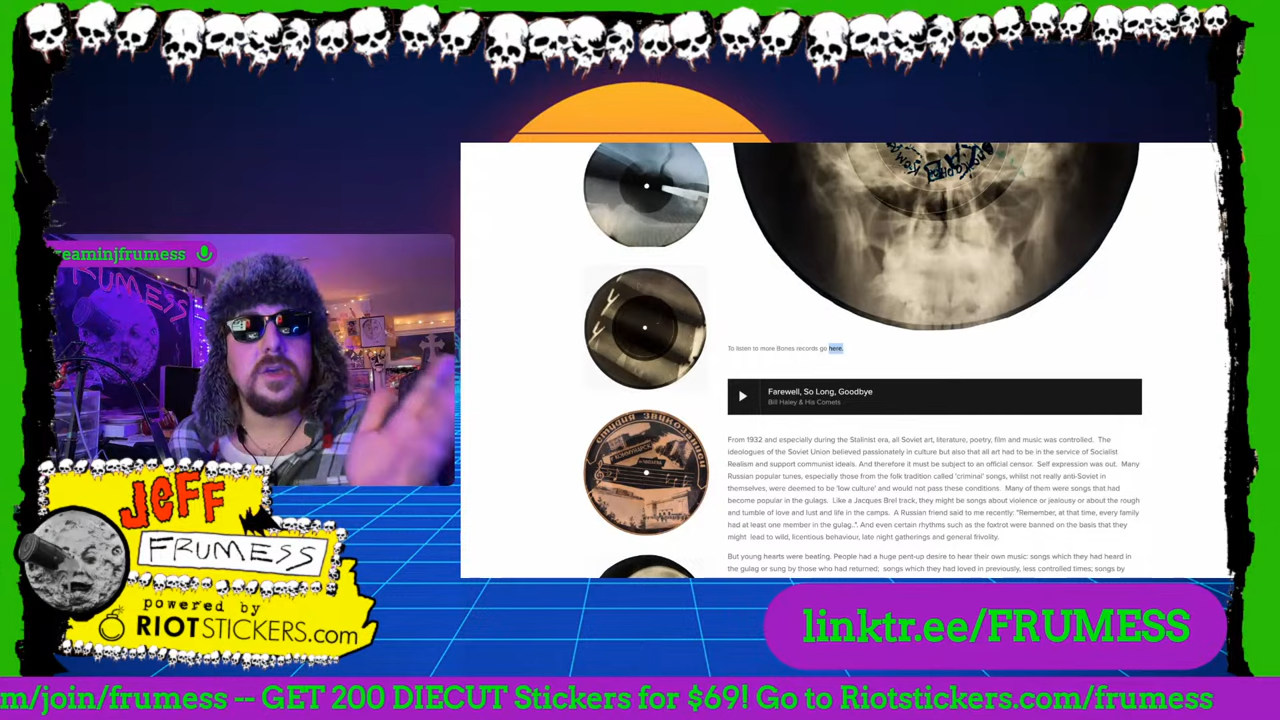 eaminjfrumess
FRUMESS
To listen to more Bones records go here.
Farewell, So Long, Goodbye
Bill Haley & His Comets
СТУДИЯ ЗВУКОЗАПИСИ
From 1932 and especially during the Stalinist era, all Soviet art, literature, poetry, film and music was controlled. The
ideologues of the Soviet Union believed passionately in culture but also that all art had to be in the service of Socialist
Realism and support communist ideals. And therefore it must be subject to an official censor. Self expression was out. Many
Russian popular tunes, especially those from the folk tradition called 'criminal' songs, whilst not really anti-Soviet in
themselves, were deemed to be 'low culture' and would not pass these conditions. Many of them were songs that had
become popular in the gulags. Like a Jacques Brel track, they might be songs about violence or jealousy or about the rough
and tumble of love and lust and life in the camps. A Russian friend said to me recently: "Remember, at that time, every family
had at least one member in the gulag..". And even certain rhythms such as the foxtrot were banned on the basis that they
might lead to wild, licentious behaviour, late night gatherings and general frivolity.
But young hearts were beating. People had a huge pent-up desire to hear their own music: songs which they had heard in
the gulag or sung by those who had returned; songs which they had loved in previously, less controlled times; songs by
JEFF
FRUMESS
powered by
RIOTSTICKERS.com
linktr.ee/FRUMESS
m/join/frumess -- GET 200 DIECUT Stickers for $69! Go to Riotstickers.com/frumess